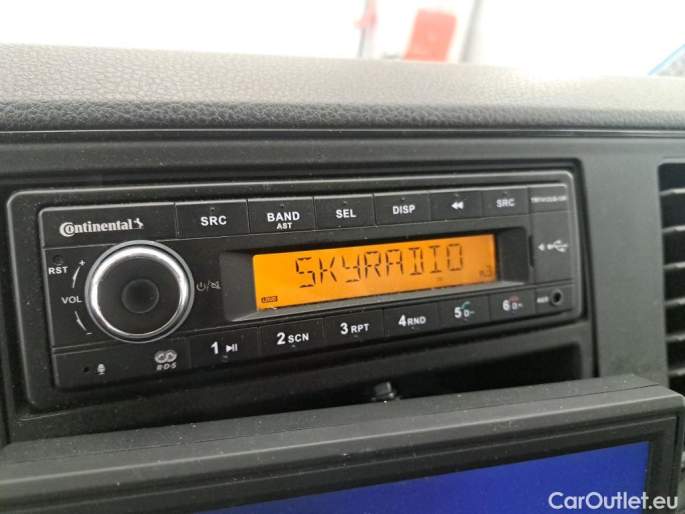 Continental
SRC
BAND
AST
SEL
DISP
SRC
RST
VOL
SKYRADIO
RDS
1
2 SCN
3 RPT
4 RND
5
6
AUX
CarOutlet.eu